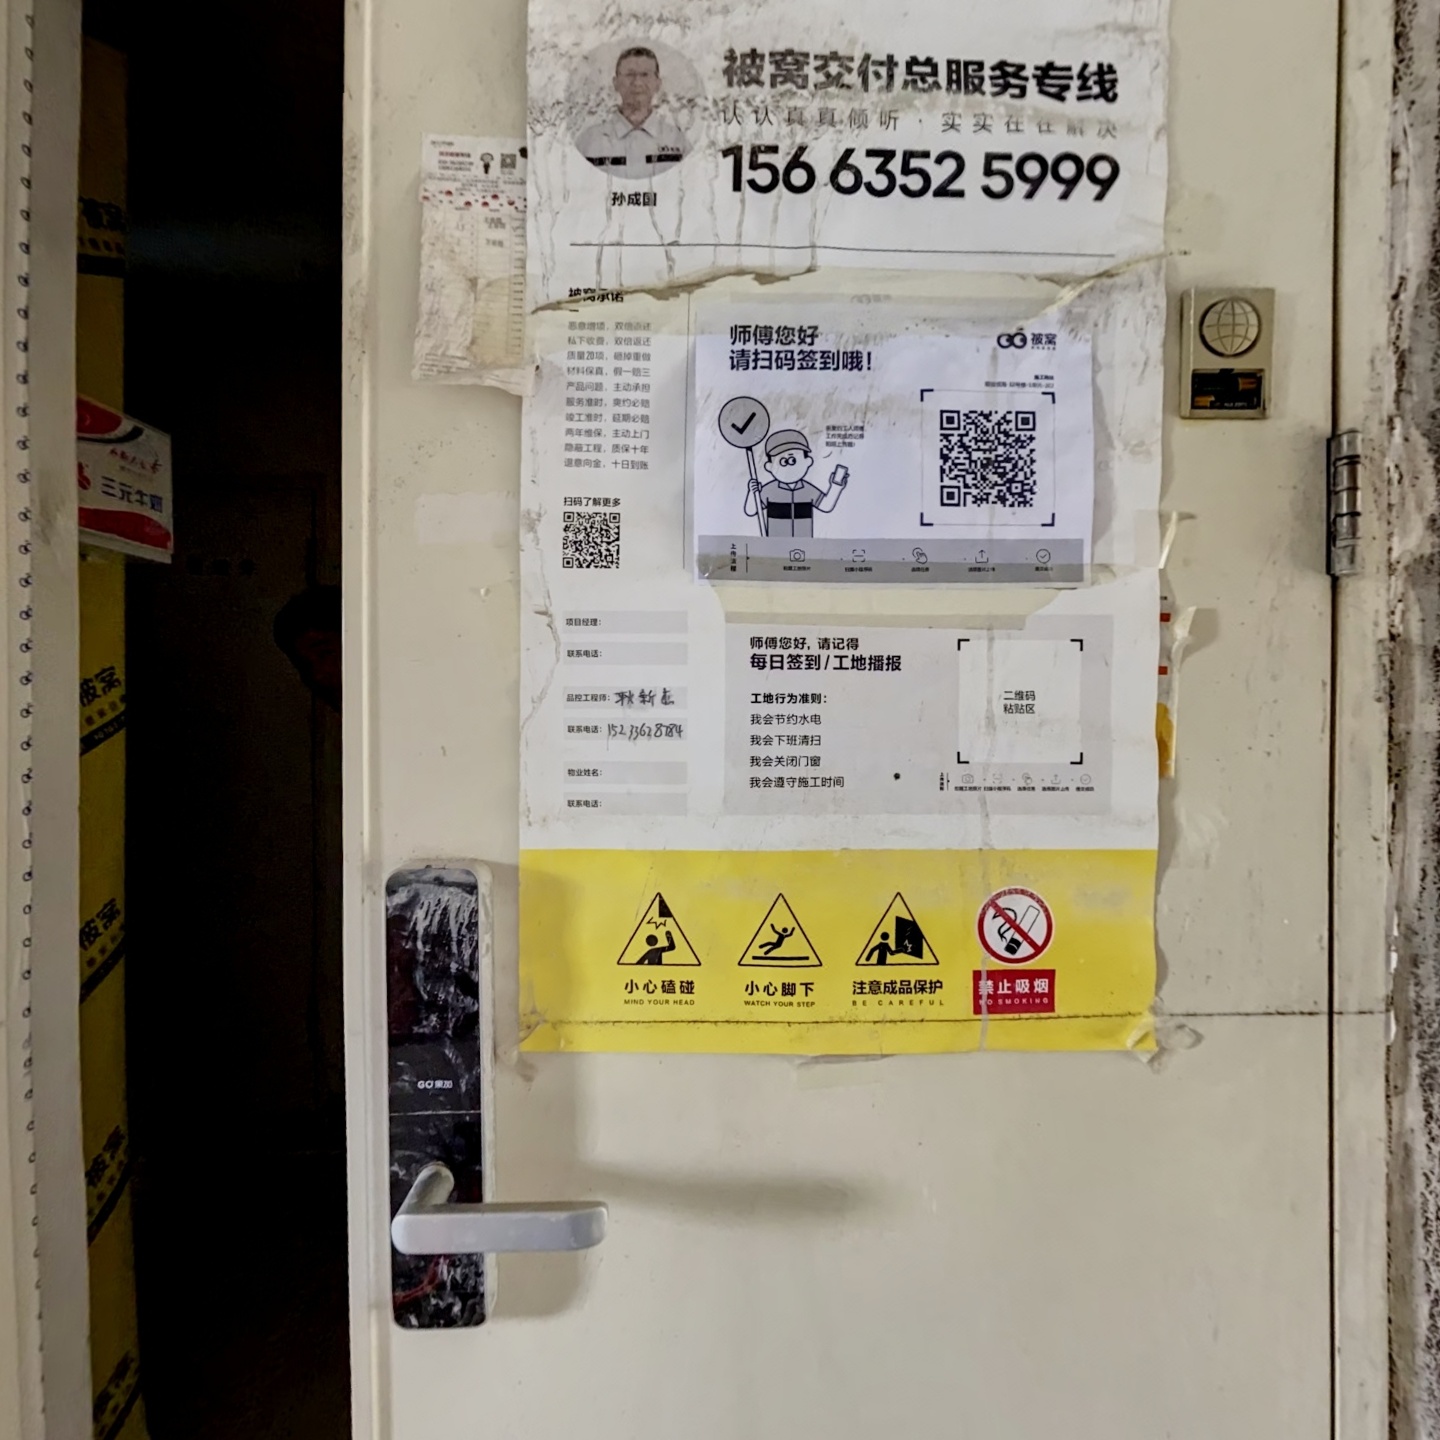 被窝交付总服务专线
认认真真倾听·实实在在解决
156 6352 5999
孙成国
被窝承诺
恶意增项，双倍返还
私下收费，双倍返还
质量20项，砸掉重做
材料保真，假一赔三
产品问题，主动承担
服务准时，爽约必赔
竣工准时，延期必赔
两年维保，主动上门
隐蔽工程，质保十年
退意向金，十日到账
扫码了解更多
师傅您好
请扫码签到哦！
被窝
上传流程
项目经理：
联系电话：
品控工程师：
联系电话：
物业姓名：
联系电话：
师傅您好，请记得
每日签到/工地播报
工地行为准则：
我会节约水电
我会下班清扫
我会关闭门窗
我会遵守施工时间
二维码
粘贴区
小心磕碰
MIND YOUR HEAD
小心脚下
WATCH YOUR STEP
注意成品保护
BE CAREFUL
禁止吸烟
NO SMOKING
GO果加
三元牛奶
被窝
被窝
被窝